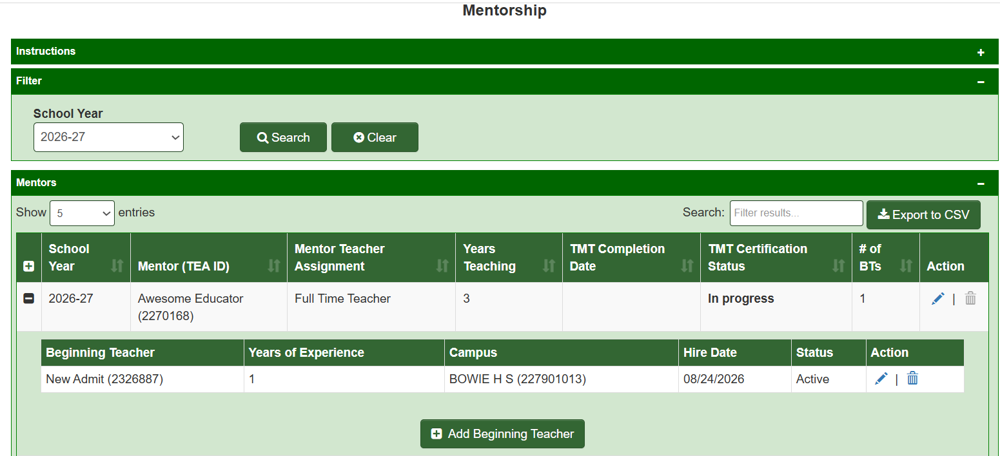 Mentorship
Instructions
Filter
School Year
2026-27 Search Clear
Mentors
Show 5 entries Search: Filter results... Export to CSV
School Year Mentor (TEA ID) Mentor Teacher Assignment Years Teaching TMT Completion Date TMT Certification Status # of BTs Action
2026-27 Awesome Educator (2270168) Full Time Teacher 3 In progress 1 |
Beginning Teacher Years of Experience Campus Hire Date Status Action
New Admit (2326887) 1 BOWIE H S (227901013) 08/24/2026 Active |
Add Beginning Teacher